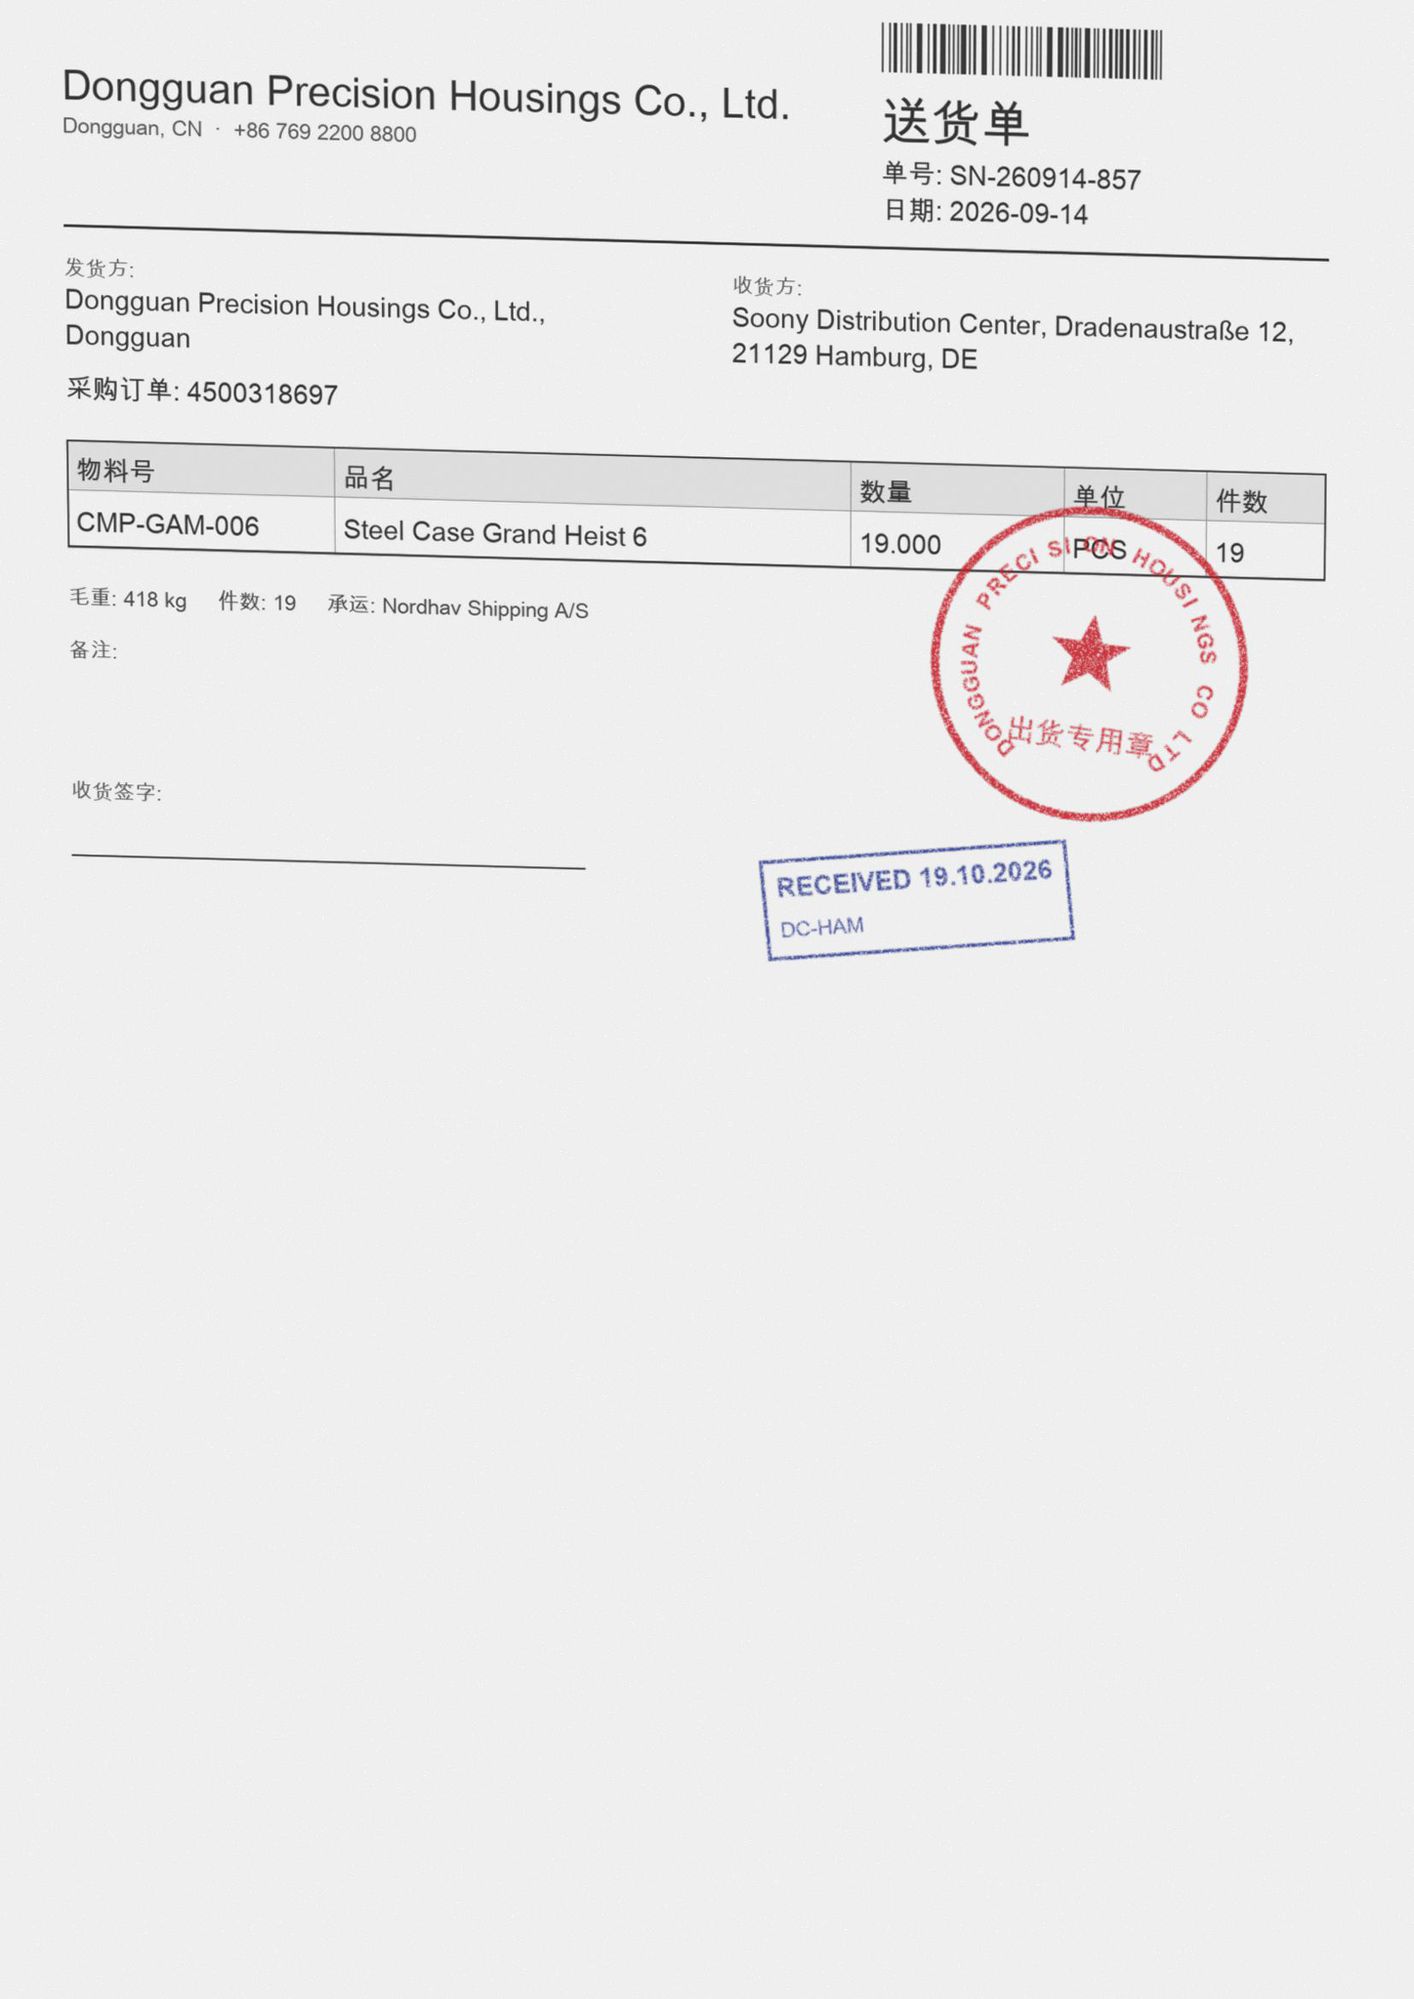 Dongguan Precision Housings Co., Ltd.
Dongguan, CN · +86 769 2200 8800
送货单
单号: SN-260914-857
日期: 2026-09-14
发货方:
Dongguan Precision Housings Co., Ltd.,
Dongguan
收货方:
Soony Distribution Center, Dradenaustraße 12,
21129 Hamburg, DE
采购订单: 4500318697
物料号 品名 数量 单位 件数
CMP-GAM-006 Steel Case Grand Heist 6 19.000 PCS 19
毛重: 418 kg 件数: 19 承运: Nordhav Shipping A/S
备注:
DONGGUAN PRECISION HOUSINGS CO LTD
出货专用章
收货签字:
RECEIVED 19.10.2026
DC-HAM